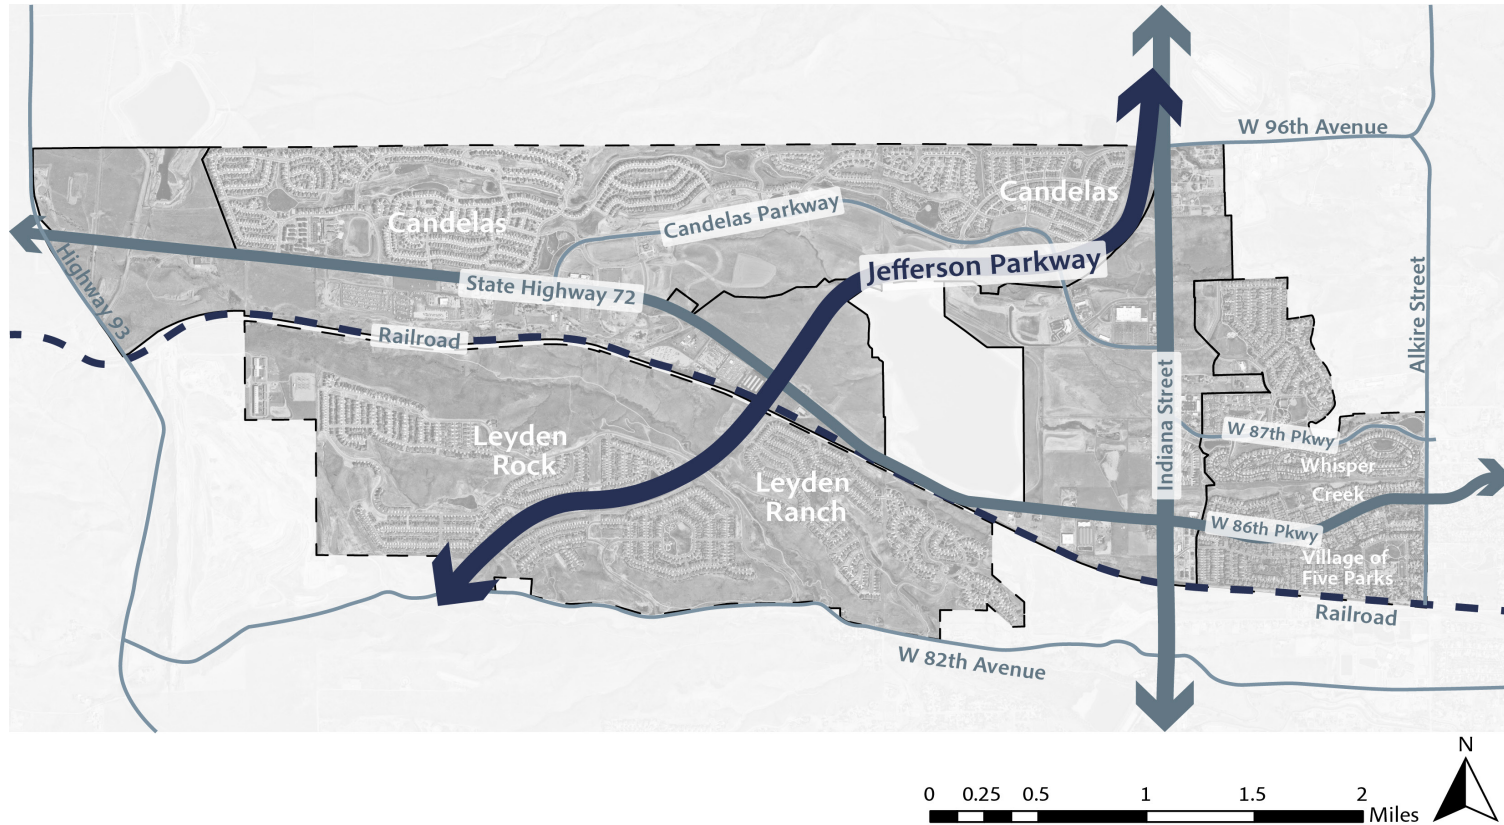 W 96th Avenue
Candelas
Candelas Parkway
Candelas
Jefferson Parkway
Highway 93
State Highway 72
Railroad
Alkire Street
Indiana Street
Leyden
Rock
Leyden
Ranch
W 87th Pkwy
Whisper
Creek
W 86th Pkwy
Village of
Five Parks
Railroad
W 82th Avenue
N
0 0.25 0.5 1 1.5 2
Miles